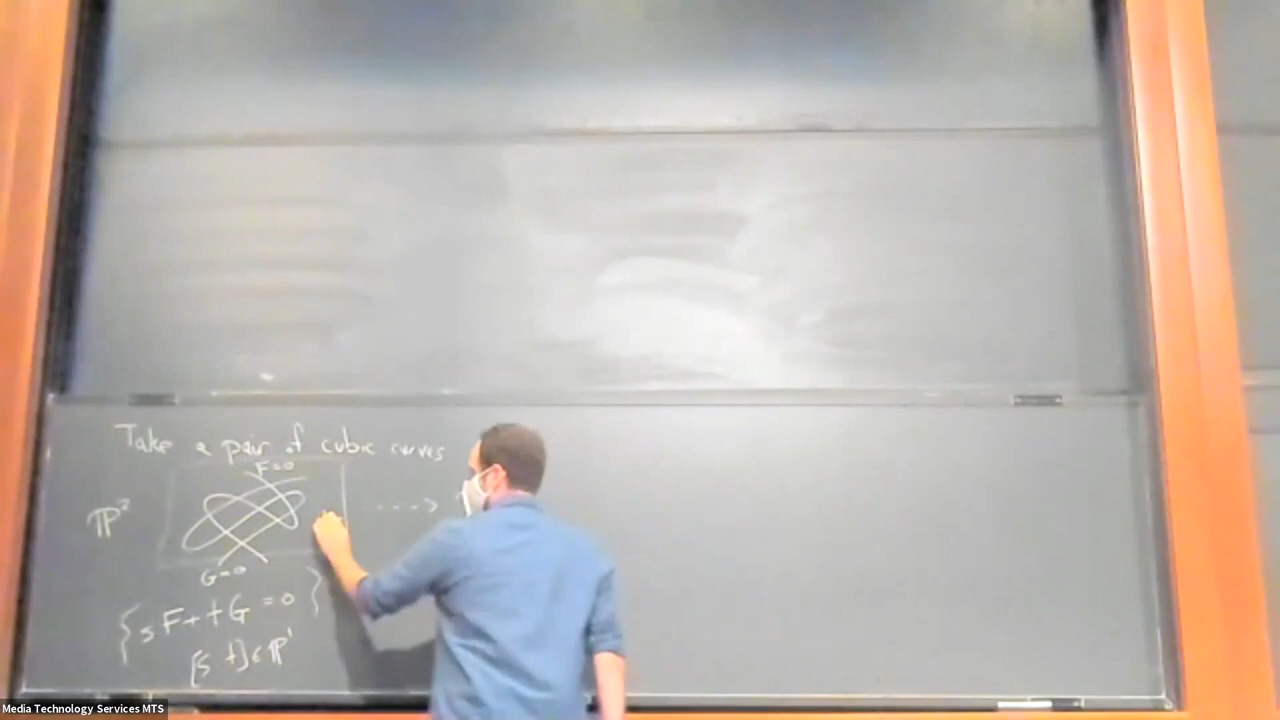 Take a pair of cubic curves
F=0
ℙ² ---->
G=0
{sF+tG=0}
[s t]∈ℙ¹
Media Technology Services MTS